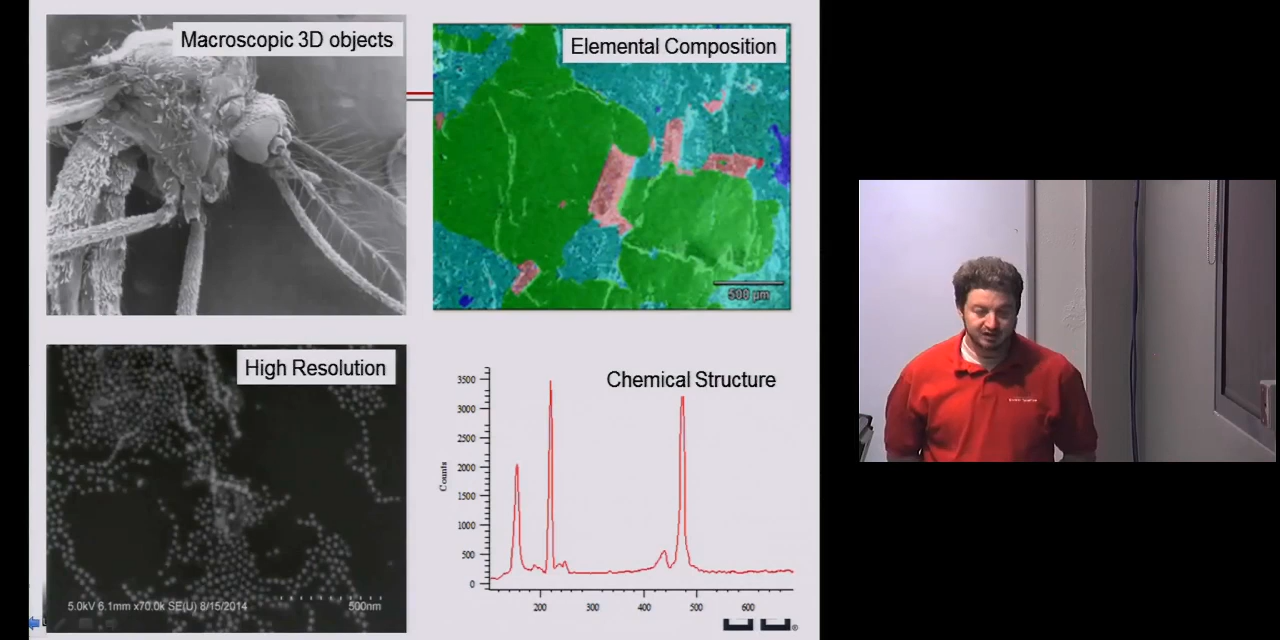 Macroscopic 3D objects
Elemental Composition
500 µm
High Resolution
5.0kV 6.1mm x70.0k SE(U) 8/15/2014
500nm
Chemical Structure
3500
3000
2500
2000
1500
1000
500
0
Counts
200
300
400
500
600